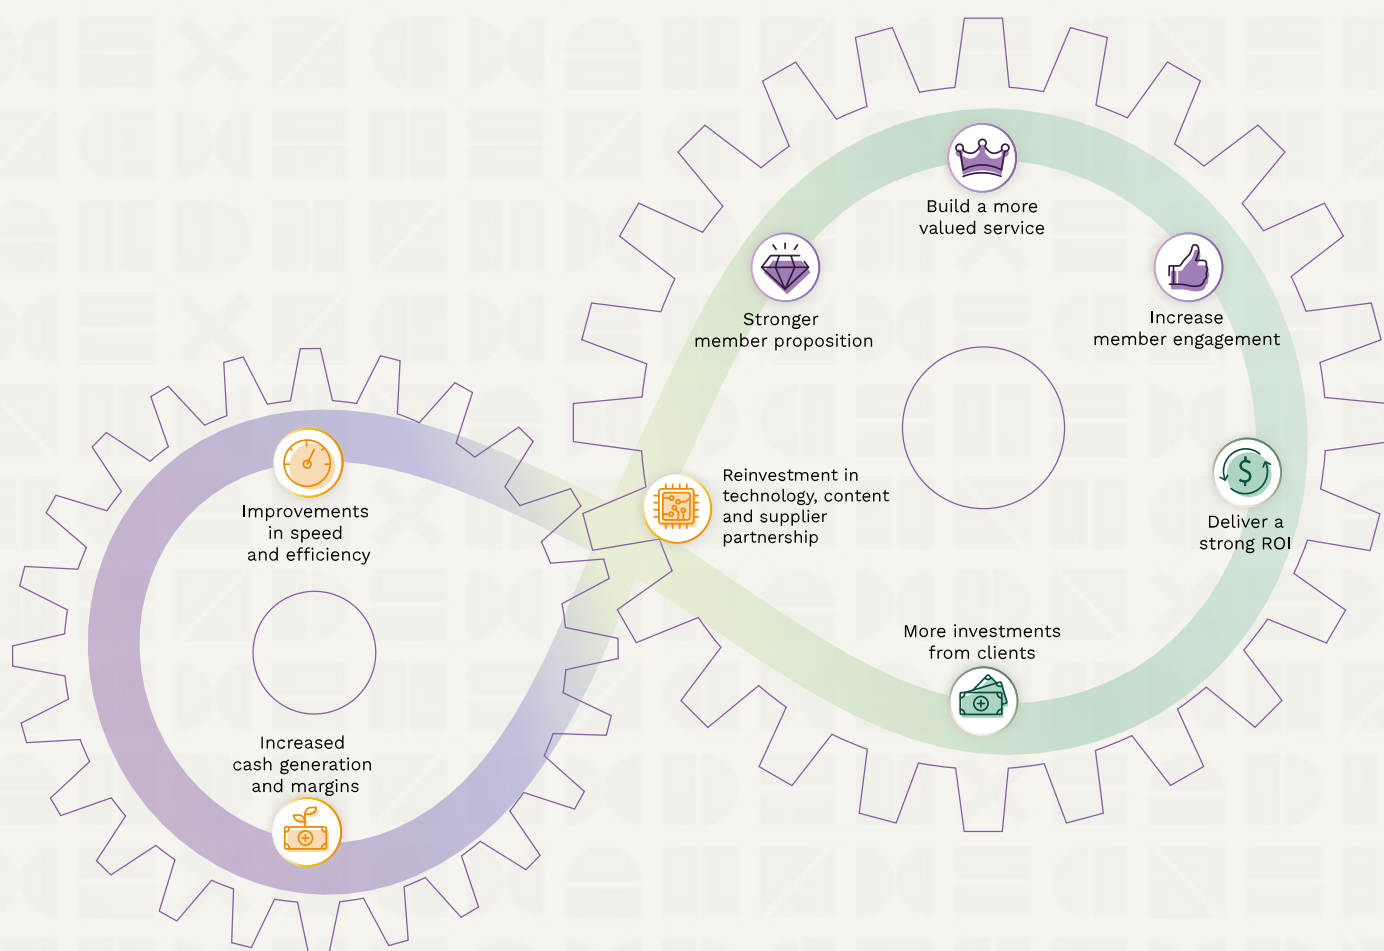 Build a more
valued service
Stronger
member proposition
Increase
member engagement
Reinvestment in
technology, content
and supplier
partnership
Deliver a
strong ROI
More investments
from clients
Improvements
in speed
and efficiency
Increased
cash generation
and margins
$